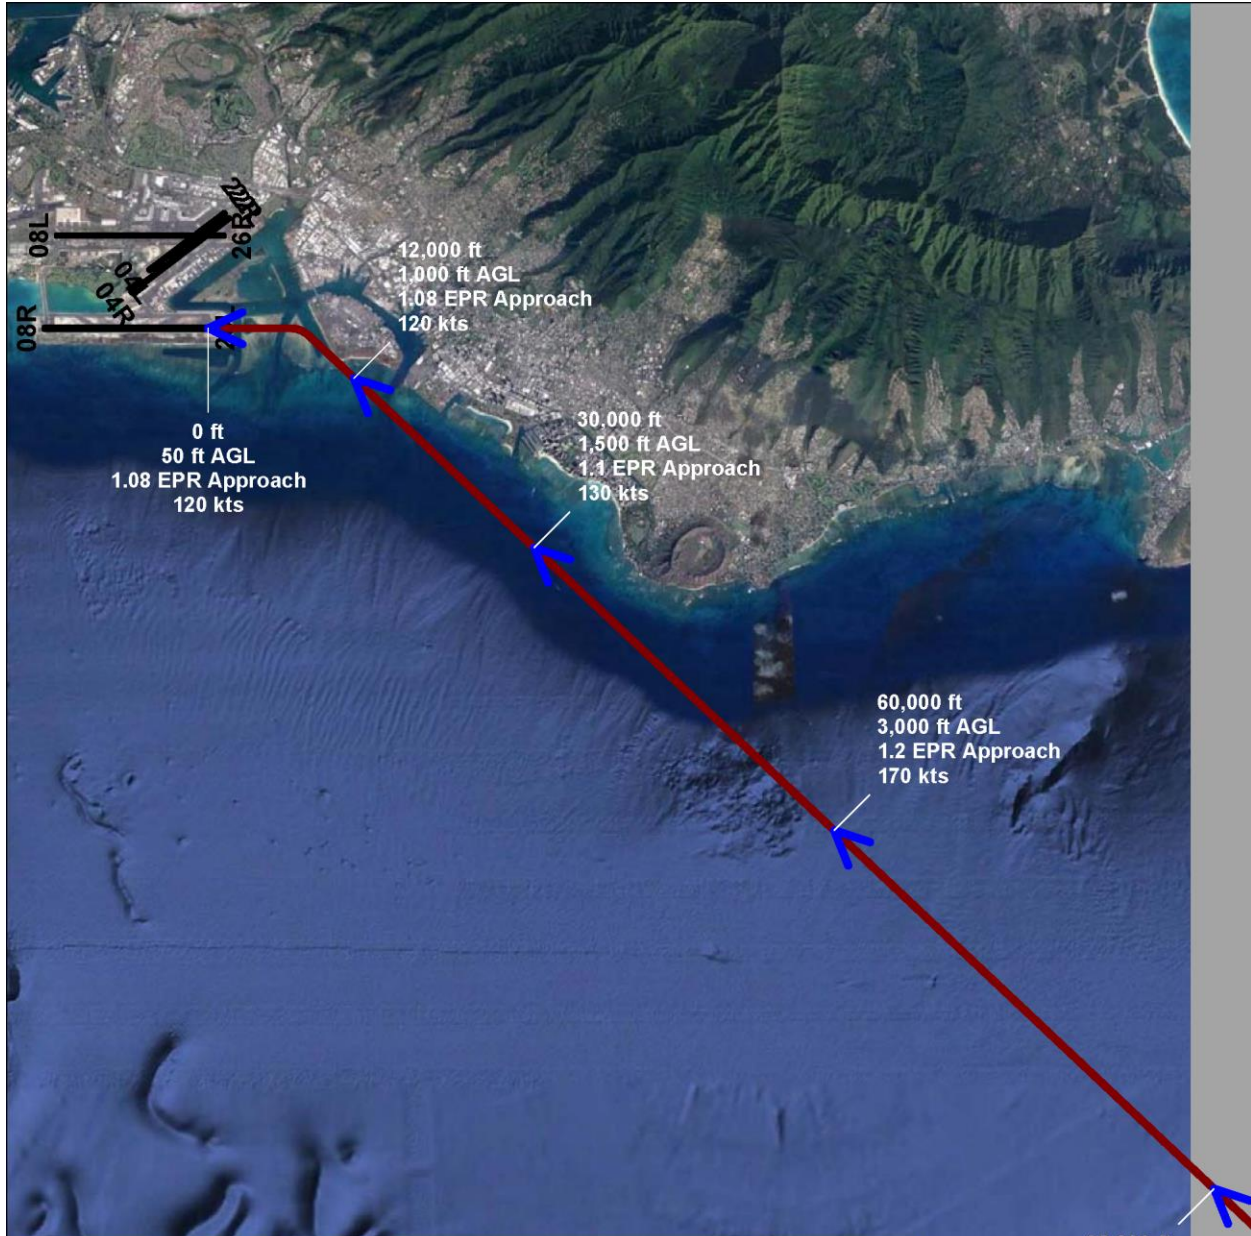 08L
26R
04L
04R
08R
12,000 ft
1,000 ft AGL
1.08 EPR Approach
120 kts
0 ft
50 ft AGL
1.08 EPR Approach
120 kts
30,000 ft
1,500 ft AGL
1.1 EPR Approach
130 kts
60,000 ft
3,000 ft AGL
1.2 EPR Approach
170 kts